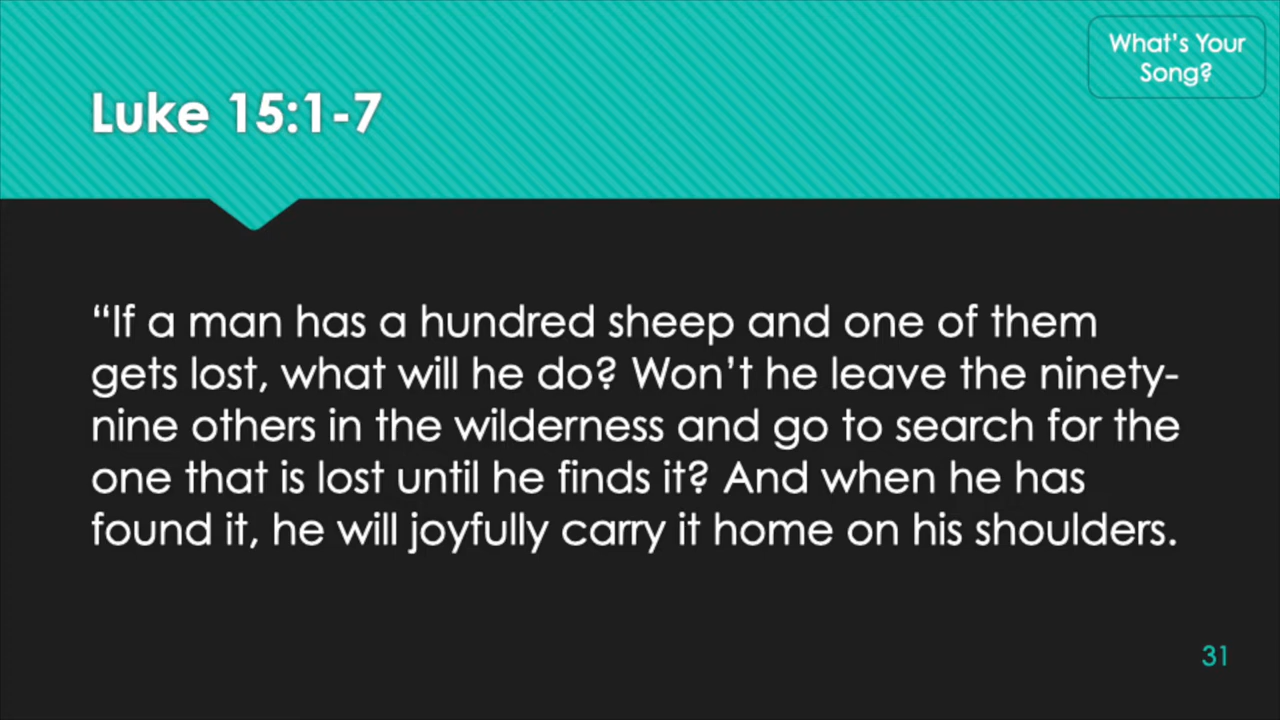 What's Your
Song?
Luke 15:1-7
“If a man has a hundred sheep and one of them
gets lost, what will he do? Won’t he leave the ninety-
nine others in the wilderness and go to search for the
one that is lost until he finds it? And when he has
found it, he will joyfully carry it home on his shoulders.
31